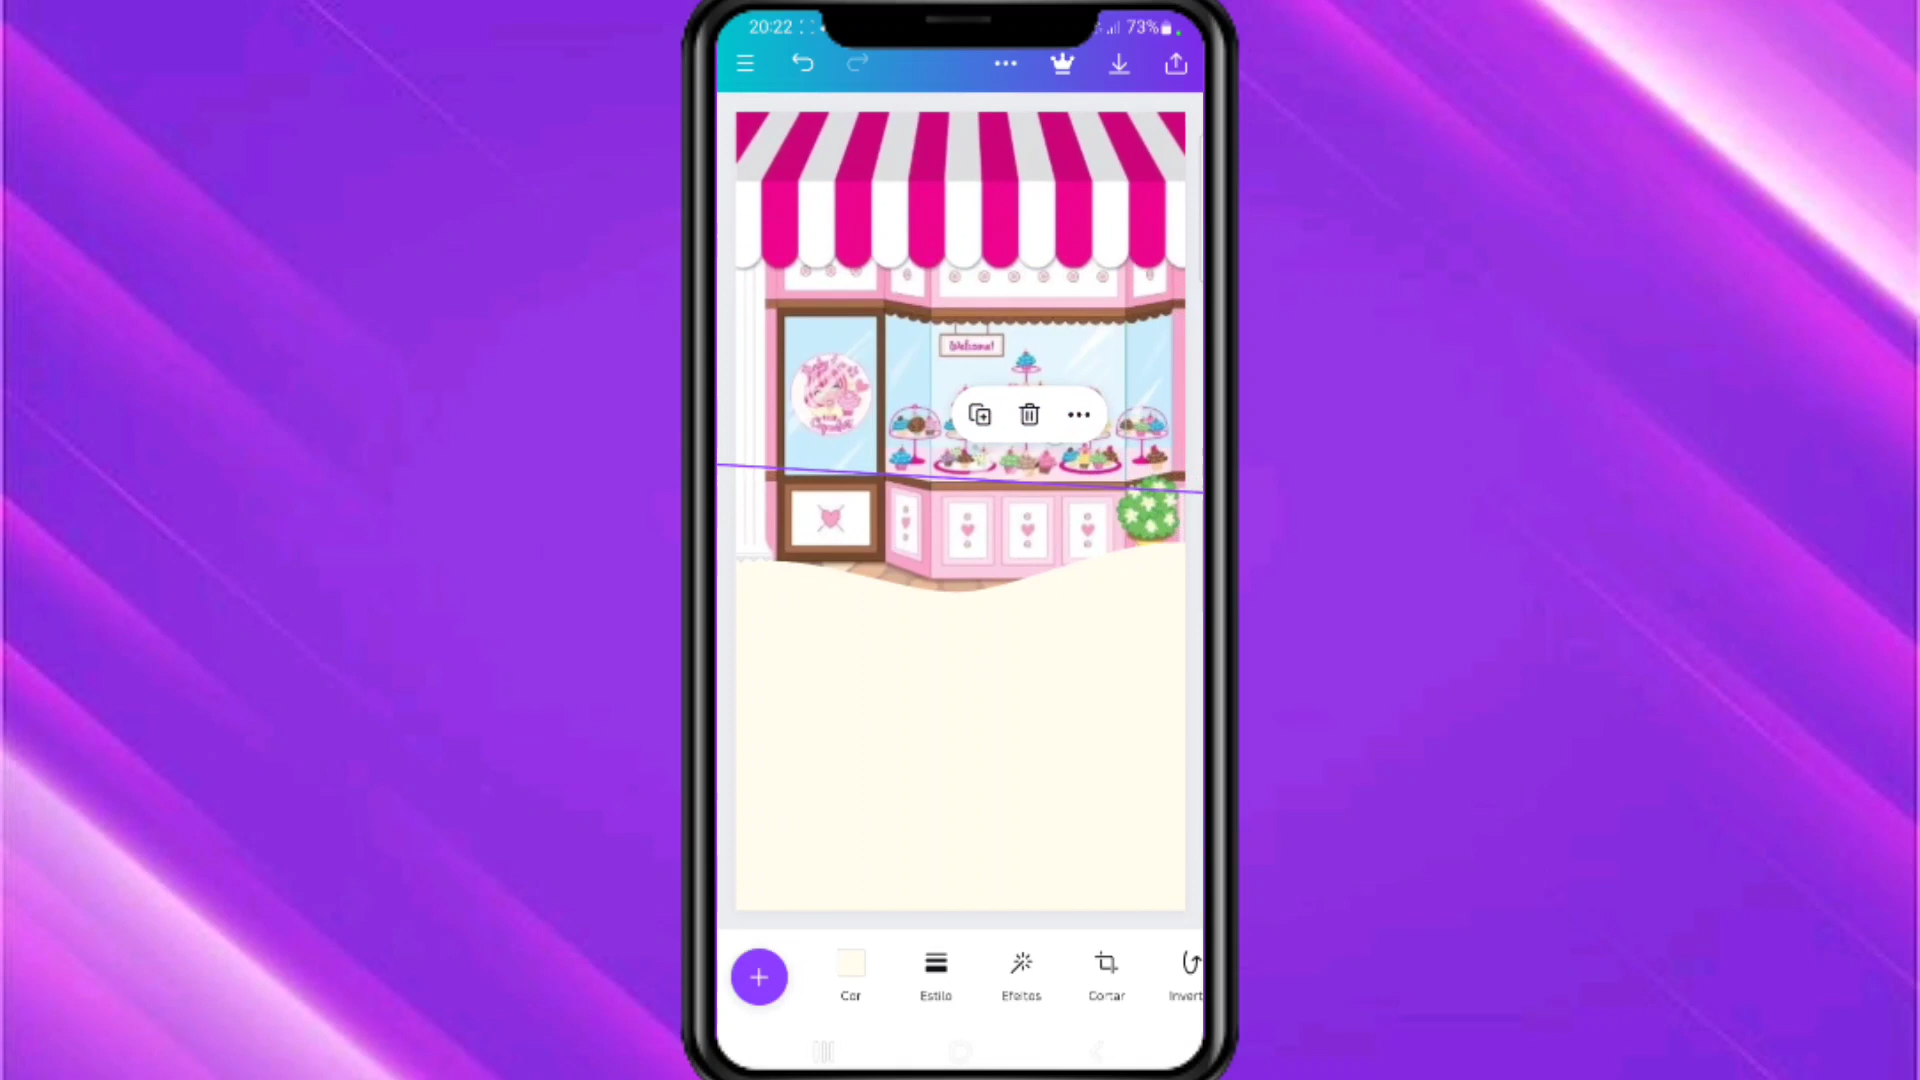 20:22
73%
Welcome!
Cor
Estilo
Efeitos
Cortar
Invert